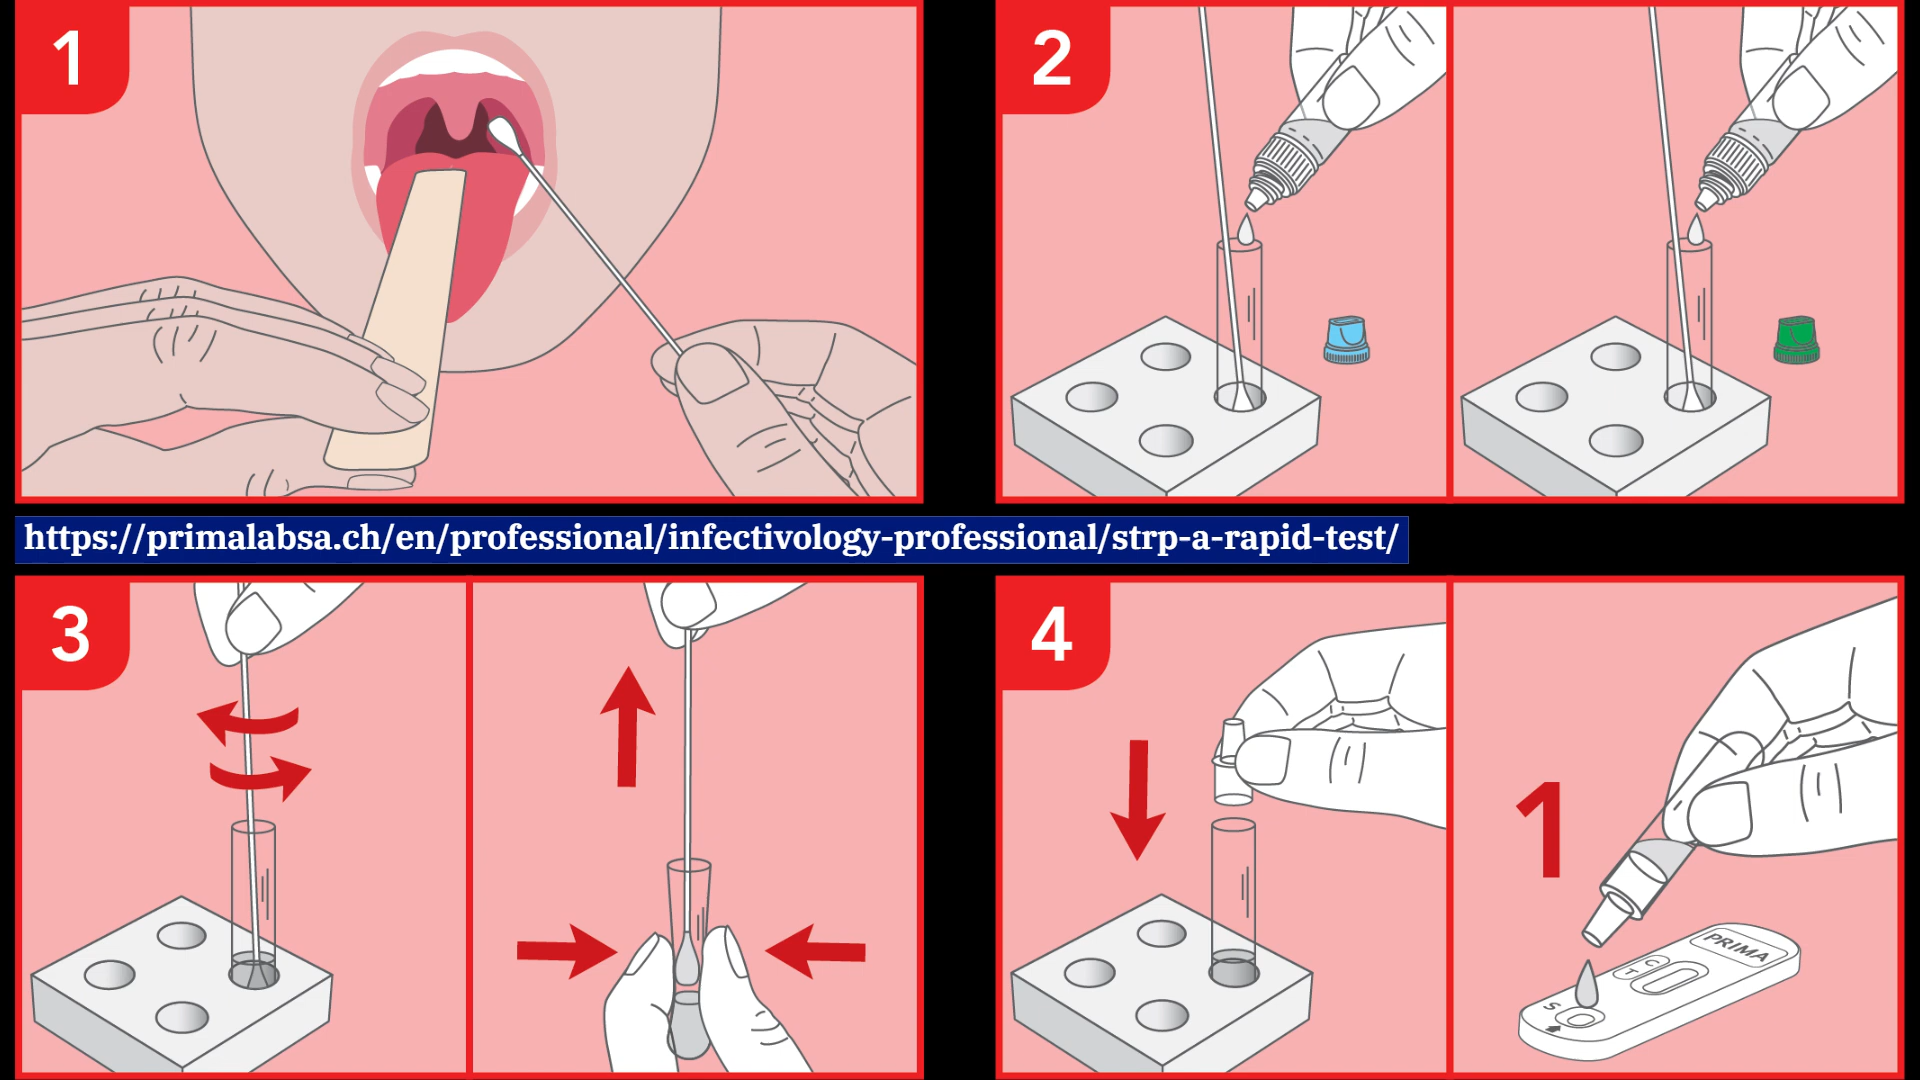 1
2
https://primalabsa.ch/en/professional/infectivology-professional/strp-a-rapid-test/
3
4
1
PRIMA
C
T
S